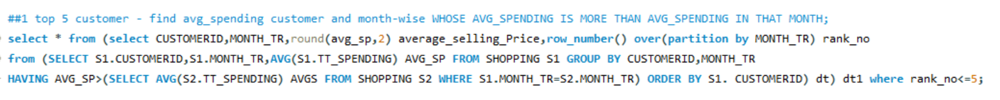 ##1 top 5 customer - find avg_spending customer and month-wise WHOSE AVG_SPENDING IS MORE THAN AVG_SPENDING IN THAT MONTH;
select * from (select CUSTOMERID,MONTH_TR,round(avg_sp,2) average_selling_Price,row_number() over(partition by MONTH_TR) rank_no
from (SELECT S1.CUSTOMERID,S1.MONTH_TR,AVG(S1.TT_SPENDING) AVG_SP FROM SHOPPING S1 GROUP BY CUSTOMERID,MONTH_TR
HAVING AVG_SP>(SELECT AVG(S2.TT_SPENDING) AVGS FROM SHOPPING S2 WHERE S1.MONTH_TR=S2.MONTH_TR) ORDER BY S1. CUSTOMERID) dt) dt1 where rank_no<=5;